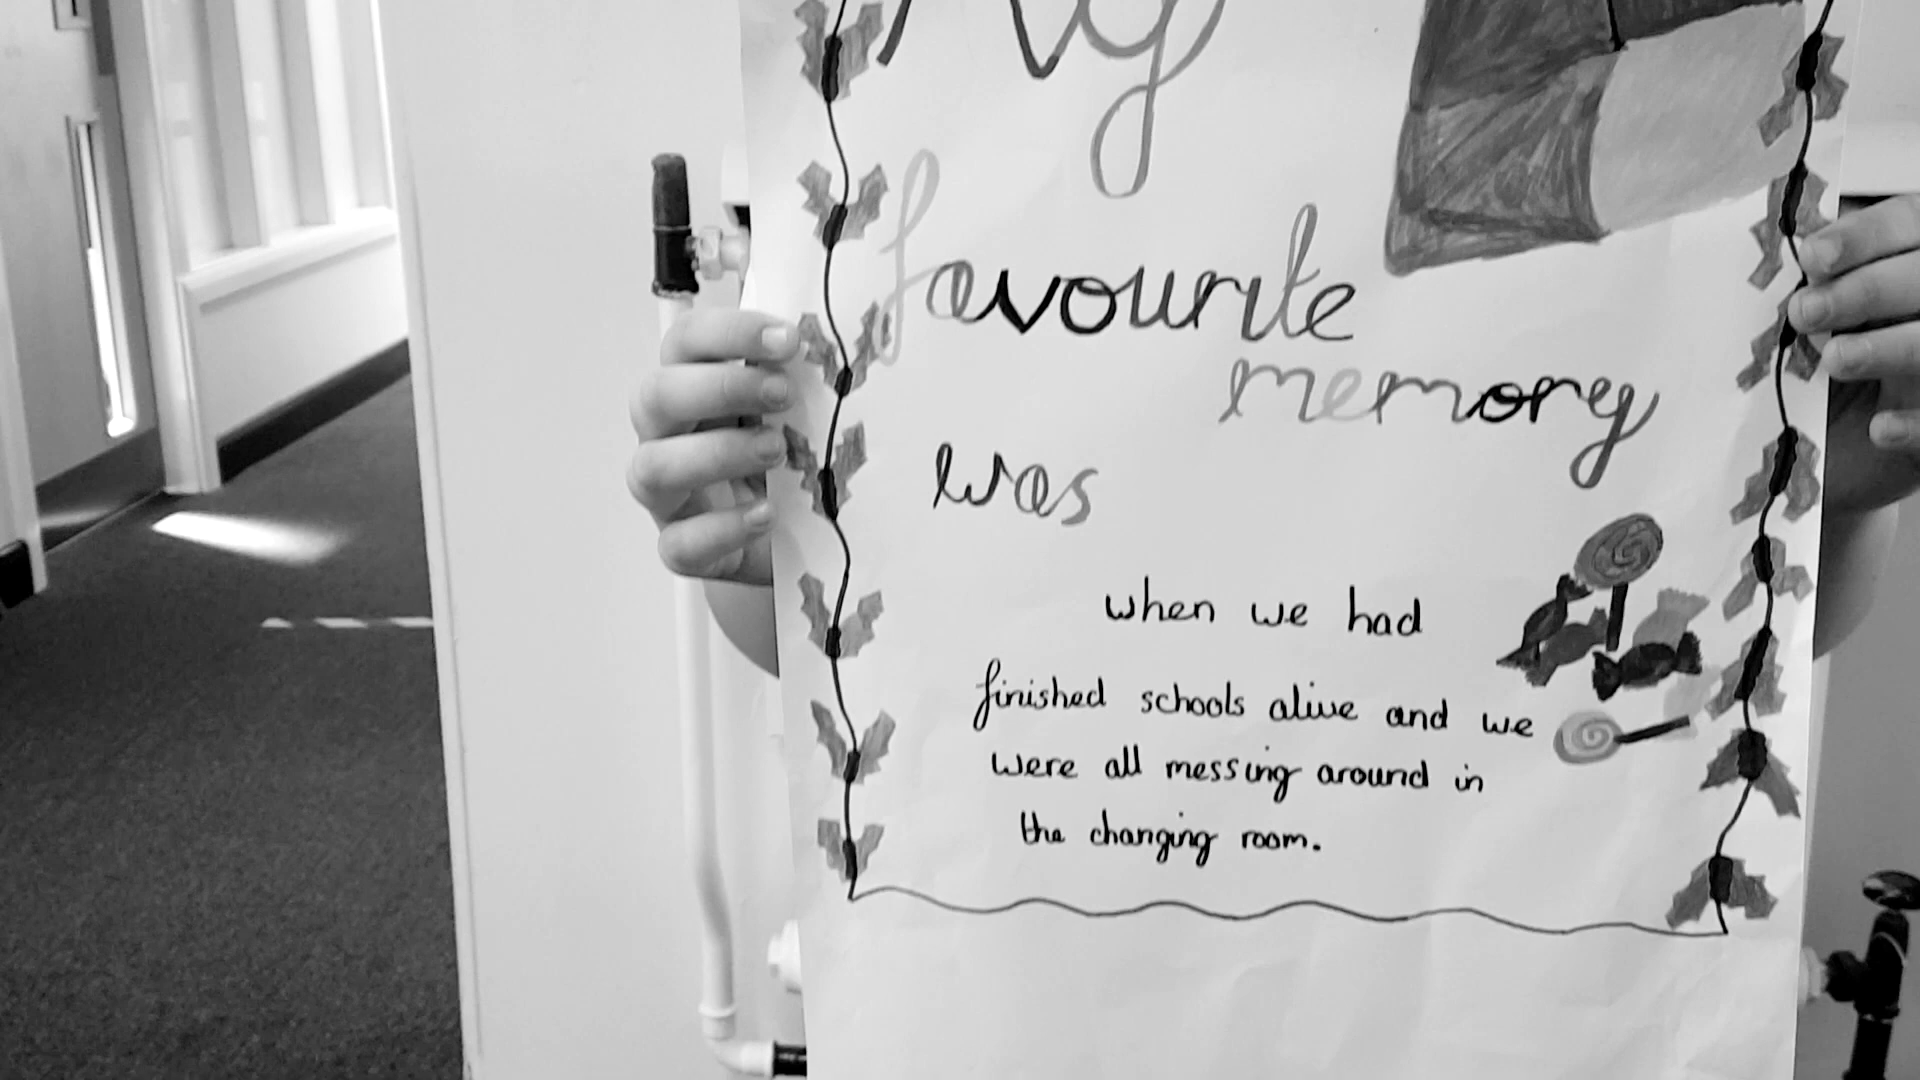 My
favourite
memory
was
when we had
finished schools alive and we
were all messing around in
the changing room.